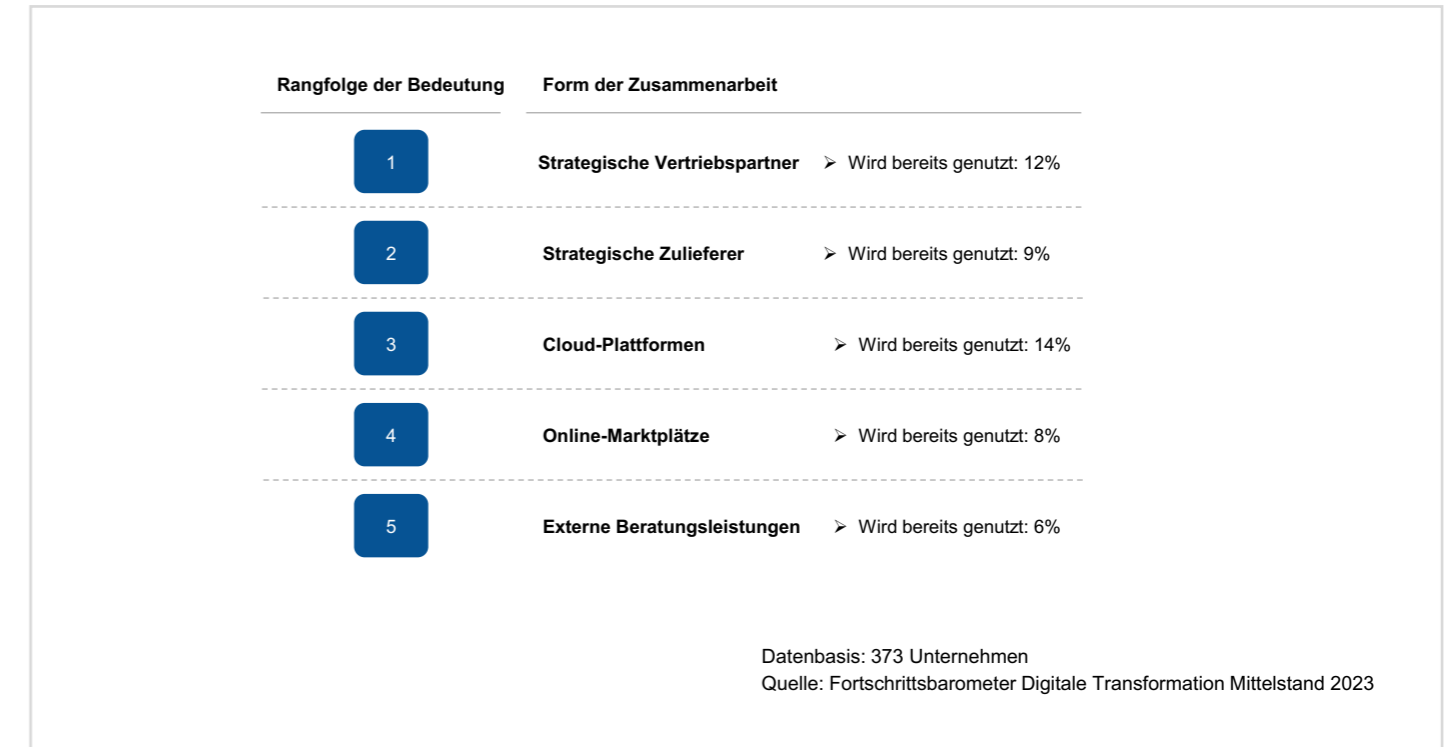 Rangfolge der Bedeutung Form der Zusammenarbeit
1 Strategische Vertriebspartner ➢ Wird bereits genutzt: 12%
2 Strategische Zulieferer ➢ Wird bereits genutzt: 9%
3 Cloud-Plattformen ➢ Wird bereits genutzt: 14%
4 Online-Marktplätze ➢ Wird bereits genutzt: 8%
5 Externe Beratungsleistungen ➢ Wird bereits genutzt: 6%
Datenbasis: 373 Unternehmen
Quelle: Fortschrittsbarometer Digitale Transformation Mittelstand 2023